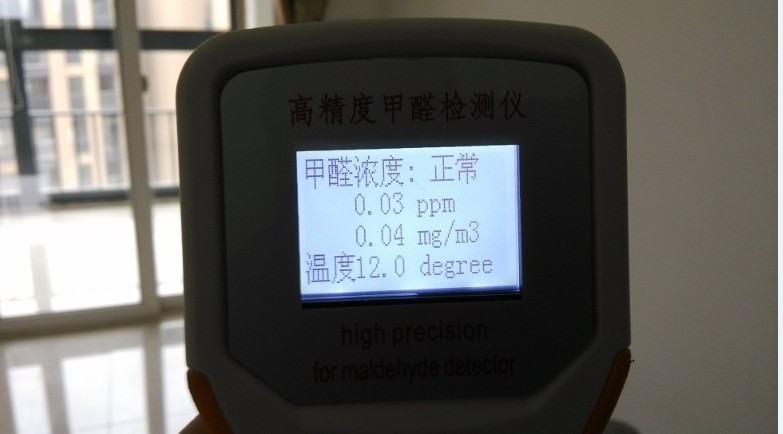 高精度甲醛检测仪
甲醛浓度：正常
0.03 ppm
0.04 mg/m3
温度12.0 degree
high precision
for maldehyde detector